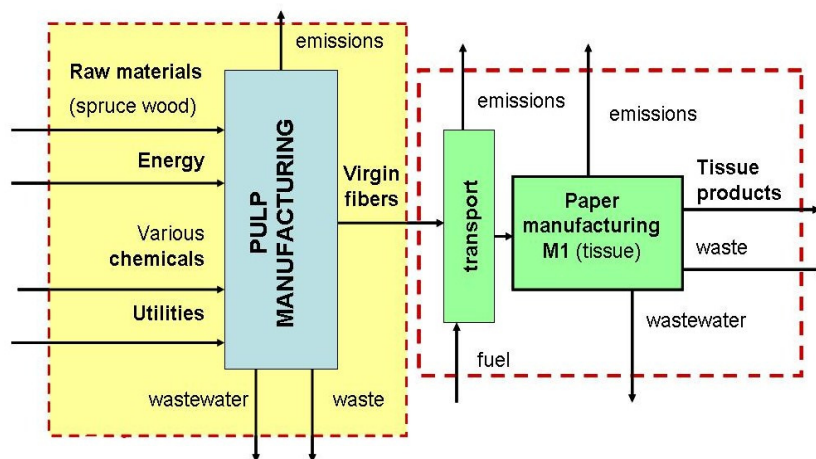 emissions
Raw materials
(spruce wood)
Energy
Various
chemicals
Utilities
PULP
MANUFACTURING
wastewater
waste
Virgin
fibers
emissions
transport
fuel
emissions
Paper
manufacturing
M1 (tissue)
Tissue
products
waste
wastewater